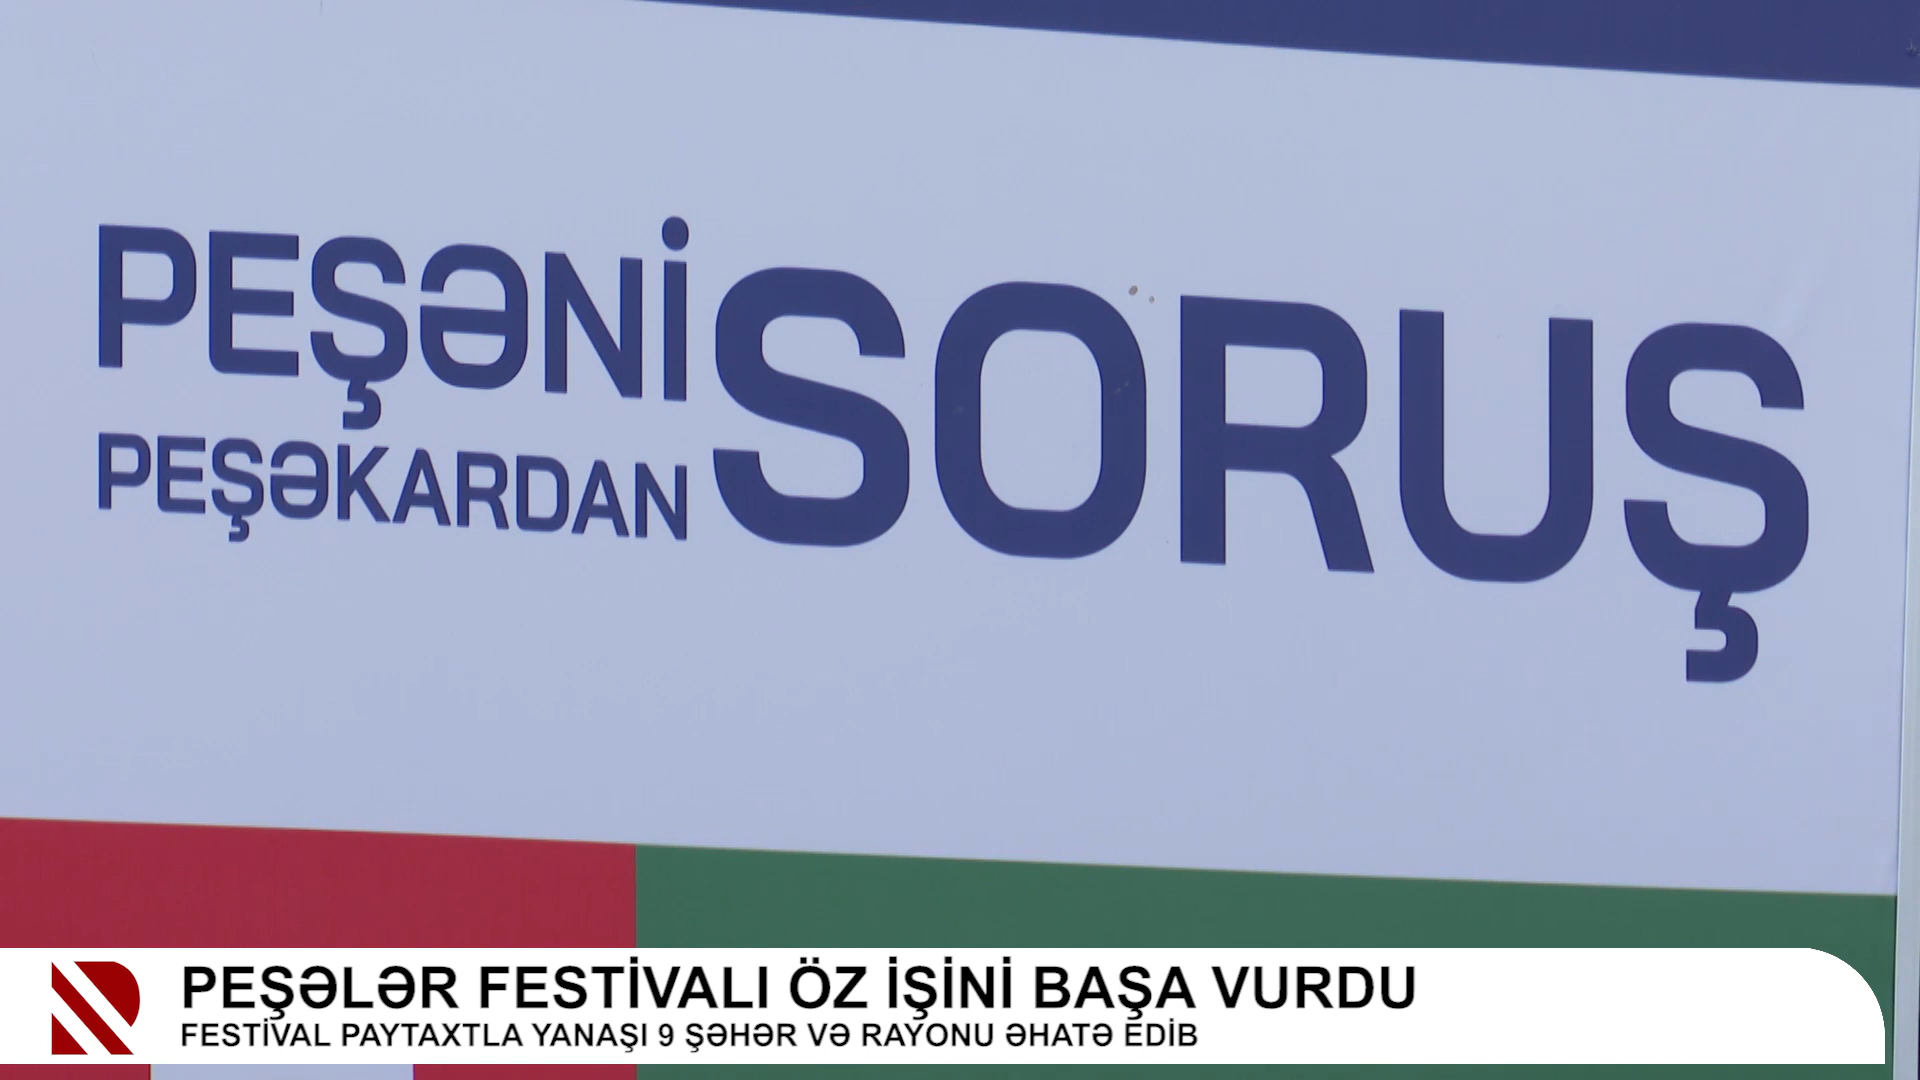 PEŞƏNİ
PEŞƏKARDAN
SORUŞ
PEŞƏLƏR FESTİVALI ÖZ İŞİNİ BAŞA VURDU
FESTİVAL PAYTAXTLA YANAŞI 9 ŞƏHƏR VƏ RAYONU ƏHATƏ EDİB